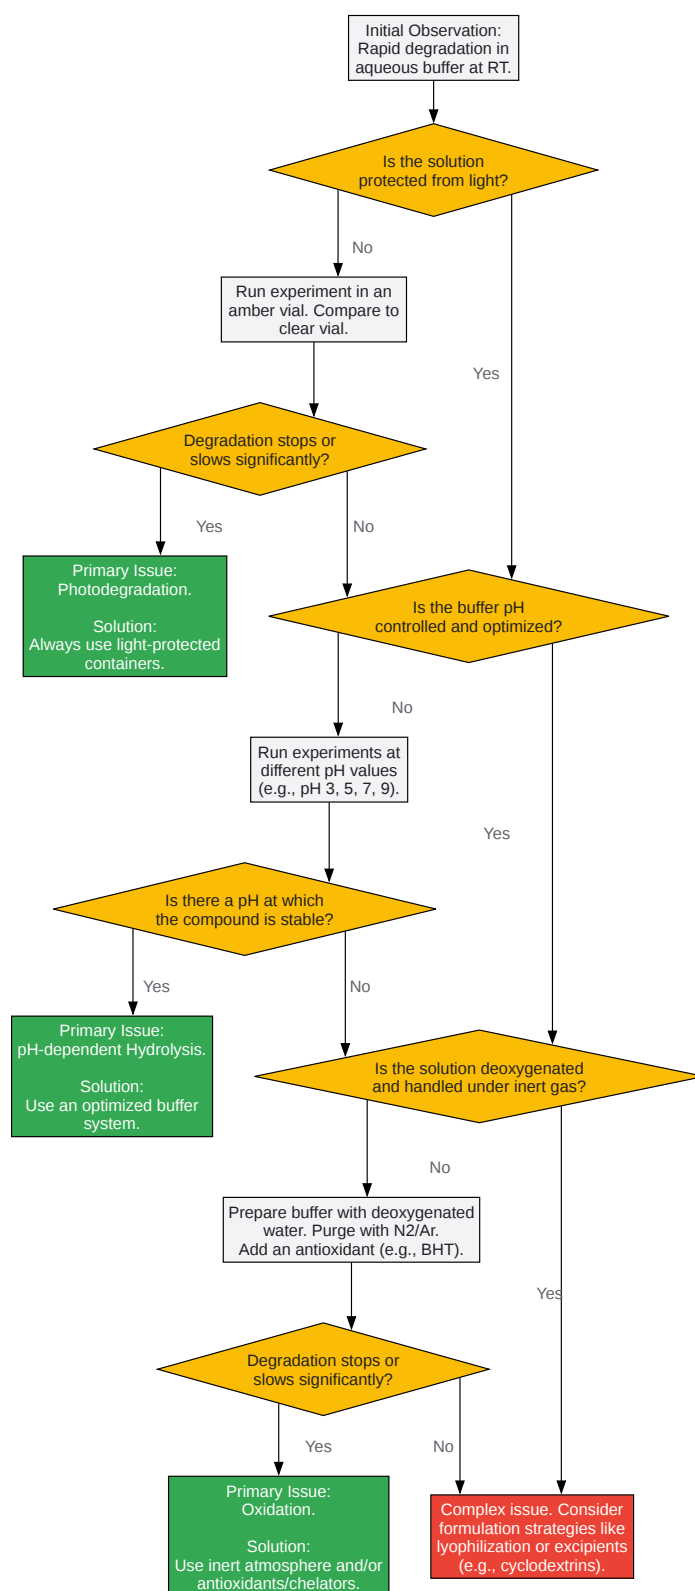 Initial Observation:
Rapid degradation in
aqueous buffer at RT.
Is the solution
protected from light?
No
Yes
Run experiment in an
amber vial. Compare to
clear vial.
Degradation stops or
slows significantly?
Yes
No
Primary Issue:
Photodegradation.
Solution:
Always use light-protected
containers.
Is the buffer pH
controlled and optimized?
No
Yes
Run experiments at
different pH values
(e.g., pH 3, 5, 7, 9).
Is there a pH at which
the compound is stable?
Yes
No
Primary Issue:
pH-dependent Hydrolysis.
Solution:
Use an optimized buffer
system.
Is the solution deoxygenated
and handled under inert gas?
No
Yes
Prepare buffer with deoxygenated
water. Purge with N2/Ar.
Add an antioxidant (e.g., BHT).
Degradation stops or
slows significantly?
Yes
No
Primary Issue:
Oxidation.
Solution:
Use inert atmosphere and/or
antioxidants/chelators.
Complex issue. Consider
formulation strategies like
lyophilization or excipients
(e.g., cyclodextrins).